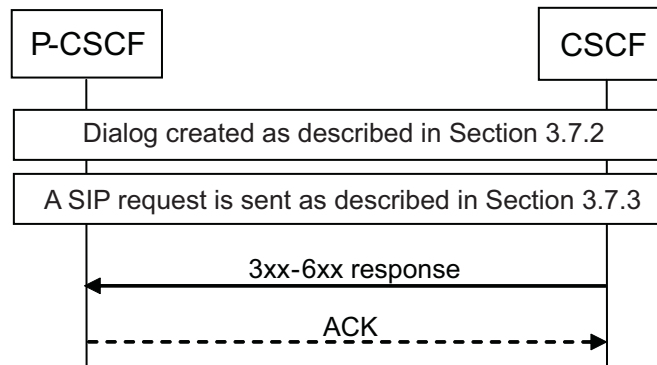 P-CSCF
CSCF
Dialog created as described in Section 3.7.2
A SIP request is sent as described in Section 3.7.3
3xx-6xx response
ACK